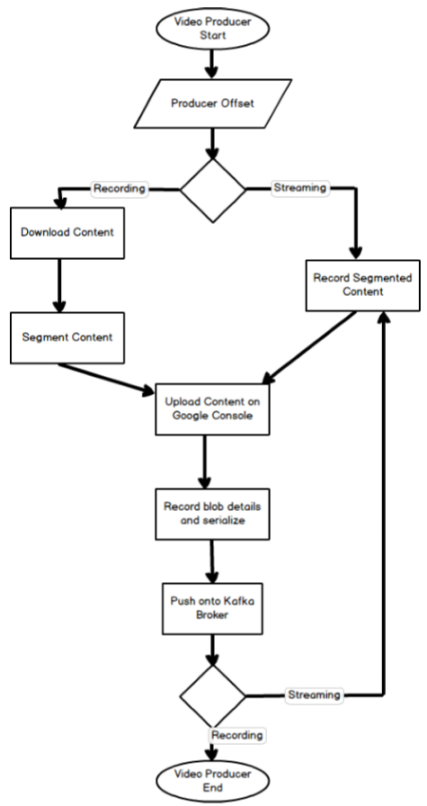 Video Producer
Start
Producer Offset
Recording
Streaming
Download Content
Record Segmented
Content
Segment Content
Upload Content on
Google Console
Record blob details
and serialize
Push onto Kafka
Broker
Streaming
Recording
Video Producer
End